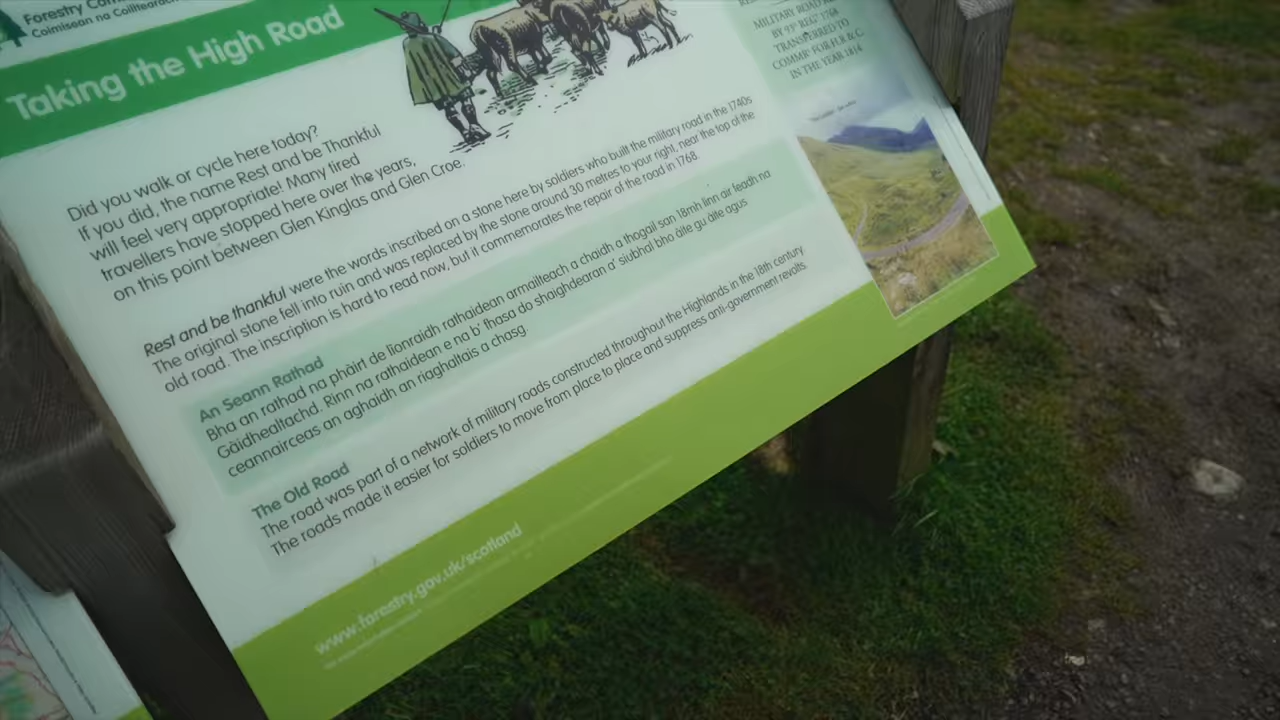 Forestry Com
Coimisean na Coilltearach
Taking the High Road
Did you walk or cycle here today?
If you did, the name Rest and be Thankful
will feel very appropriate! Many tired
travellers have stopped here over the years,
on this point between Glen Kinglas and Glen Croe.
Rest and be thankful were the words inscribed on a stone here by soldiers who built the military road in the 1740s
The original stone fell into ruin and was replaced by the stone around 30 metres to your right, near the top of the
old road. The inscription is hard to read now, but it commemorates the repair of the road in 1768.
An Seann Rathad
Bha an rathad na phàirt de lìonraidh rathaidean armailteach a chaidh a thogail san 18mh linn air feadh na
Gàidhealtachd. Rinn na rathaidean e na b' fhasa do shaighdearan a' siubhal bho àite gu àite agus
ceannairceas an aghaidh an riaghaltais a chasg
The Old Road
The road was part of a network of military roads constructed throughout the Highlands in the 18th century
The roads made it easier for soldiers to move from place to place and suppress anti-government revolts.
www.forestry.gov.uk/scotland
MILITARY ROAD
BY 93D REGT 1768
TRANSFERRED TO
COMMRS FOR H.R & C.
IN THE YEAR 1814